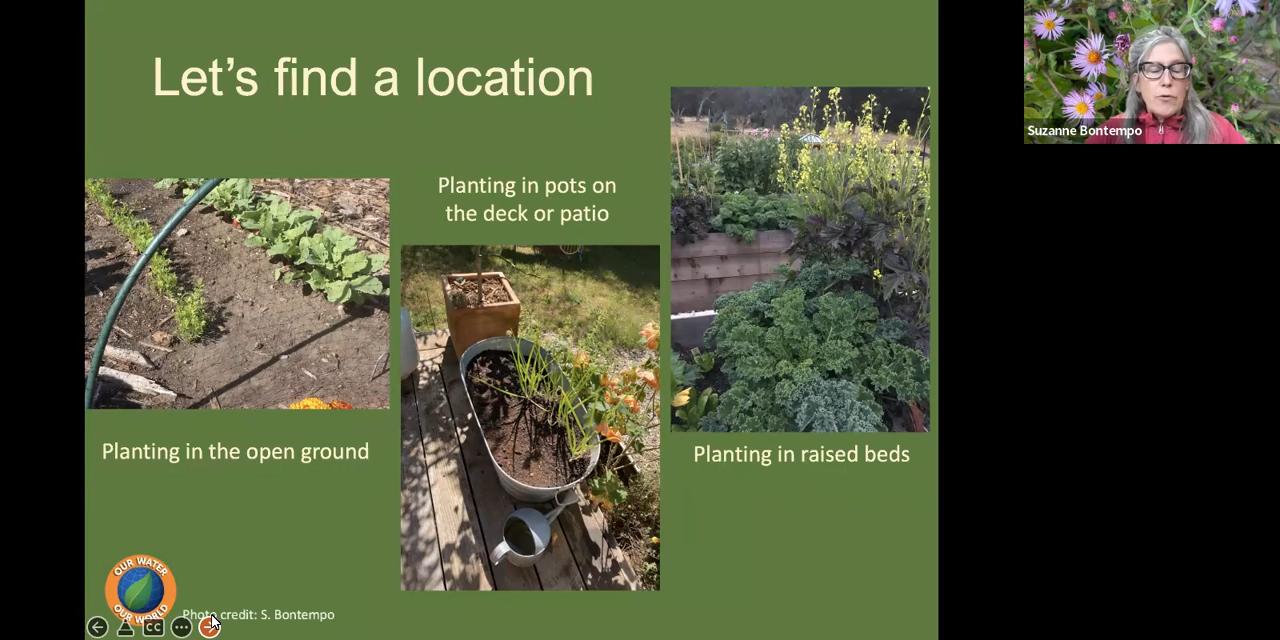 Let's find a location
Planting in pots on
the deck or patio
Planting in the open ground
Planting in raised beds
OUR WATER
OUR WORLD
Photo credit: S. Bontempo
CC
Suzanne Bontempo